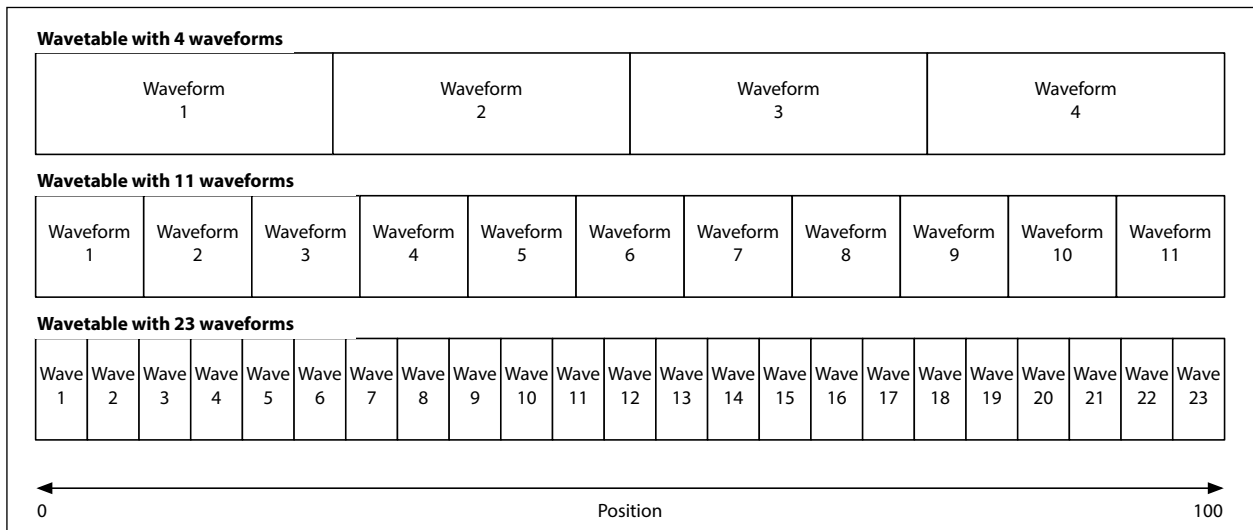 Wavetable with 4 waveforms
Waveform 1
Waveform 2
Waveform 3
Waveform 4
Wavetable with 11 waveforms
Waveform 1
Waveform 2
Waveform 3
Waveform 4
Waveform 5
Waveform 6
Waveform 7
Waveform 8
Waveform 9
Waveform 10
Waveform 11
Wavetable with 23 waveforms
Wave 1
Wave 2
Wave 3
Wave 4
Wave 5
Wave 6
Wave 7
Wave 8
Wave 9
Wave 10
Wave 11
Wave 12
Wave 13
Wave 14
Wave 15
Wave 16
Wave 17
Wave 18
Wave 19
Wave 20
Wave 21
Wave 22
Wave 23
0 Position 100